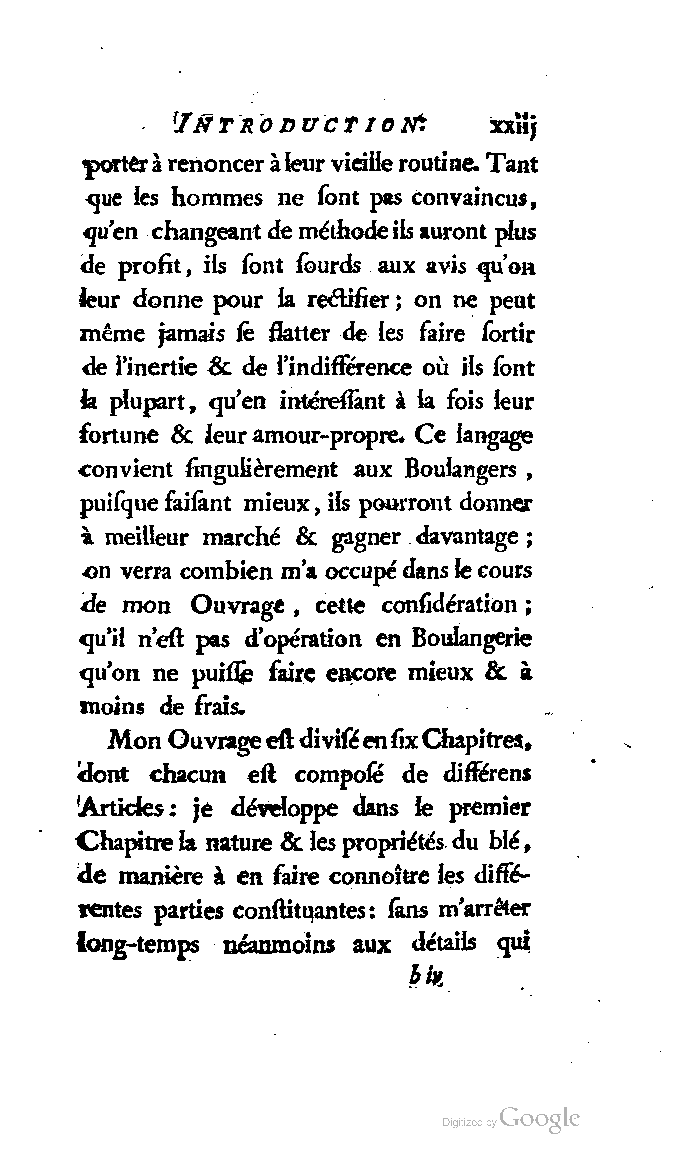 INTRODUCTION. xxiij
porter à renoncer à leur vieille routine. Tant
que les hommes ne ſont pas convaincus,
qu'en changeant de méthode ils auront plus
de profit, ils ſont ſourds aux avis qu'on
leur donne pour la rectifier; on ne peut
même jamais ſe flatter de les faire ſortir
de l'inertie & de l'indifférence où ils ſont
la plupart, qu'en intéreſſant à la fois leur
fortune & leur amour-propre. Ce langage
convient ſingulièrement aux Boulangers,
puiſque faiſant mieux, ils pourront donner
à meilleur marché & gagner davantage;
on verra combien m'a occupé dans le cours
de mon Ouvrage, cette conſidération;
qu'il n'eſt pas d'opération en Boulangerie
qu'on ne puiſſe faire encore mieux & à
moins de frais.
Mon Ouvrage eſt diviſé en ſix Chapitres,
dont chacun eſt compoſé de différens
Articles: je développe dans le premier
Chapitre la nature & les propriétés du blé,
de manière à en faire connoître les diffé-
rentes parties conſtituantes: ſans m'arrêter
long-temps néanmoins aux détails qui
b iv
Digitized by Google